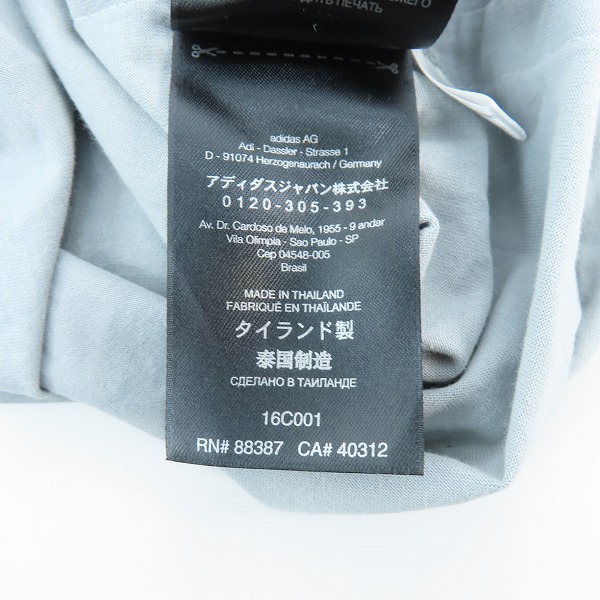 ПЕЧАТЬ
adidas AG
Adi - Dassler - Strasse 1
D - 91074 Herzogenaurach / Germany
アディダスジャパン株式会社
0120-305-393
Av. Dr. Cardoso de Melo, 1955 - 9 andar
Vila Olimpia - Sao Paulo - SP
Cep 04548-005
Brasil
MADE IN THAILAND
FABRIQUÉ EN THAÏLANDE
タイランド製
泰国制造
СДЕЛАНО В ТАИЛАНДЕ
16C001
RN# 88387 CA# 40312